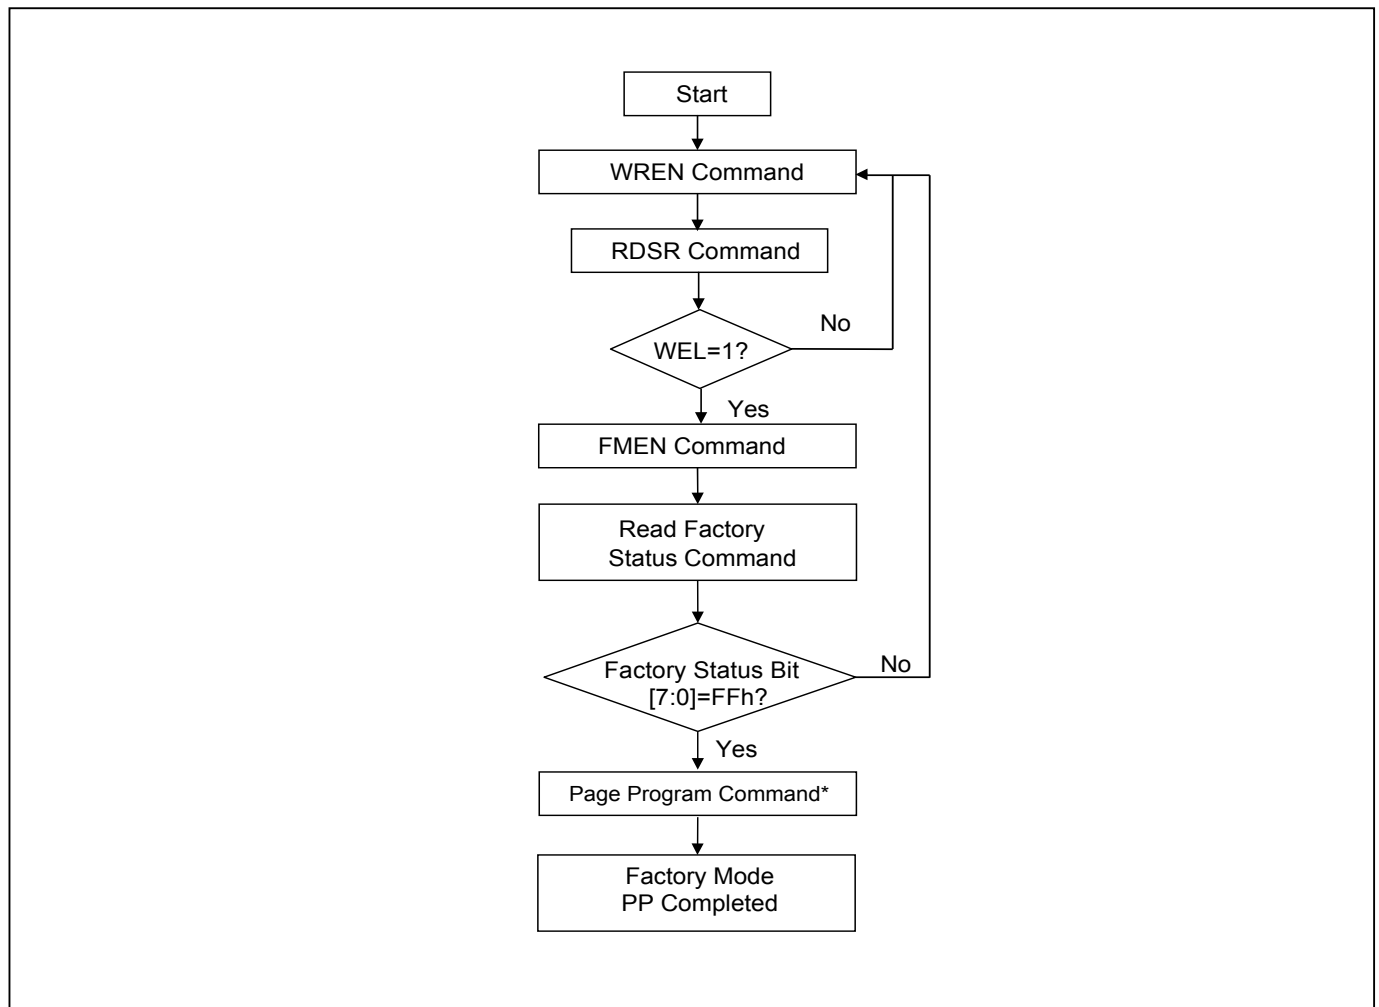 Start
WREN Command
RDSR Command
No
WEL=1?
Yes
FMEN Command
Read Factory
Status Command
No
Factory Status Bit
[7:0]=FFh?
Yes
Page Program Command*
Factory Mode
PP Completed